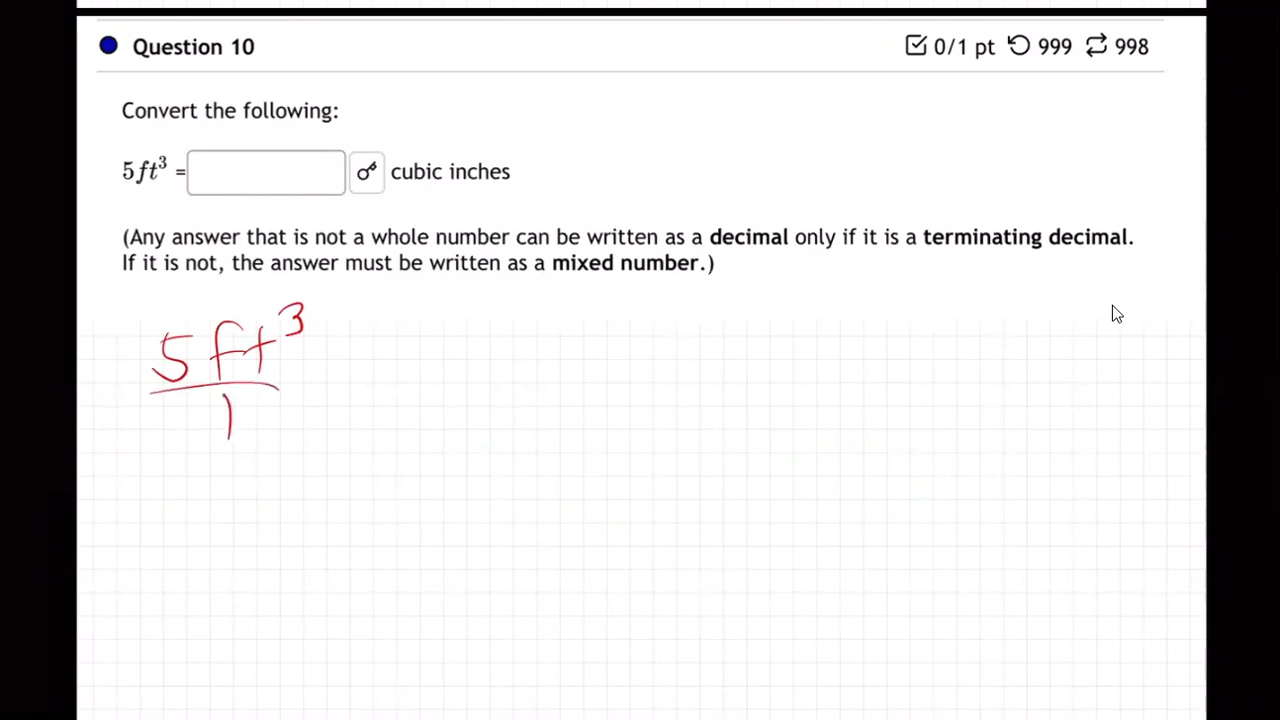 Question 10 0/1 pt 999 998
Convert the following:
5ft³ = cubic inches
(Any answer that is not a whole number can be written as a decimal only if it is a terminating decimal.
If it is not, the answer must be written as a mixed number.)
5 ft³
1